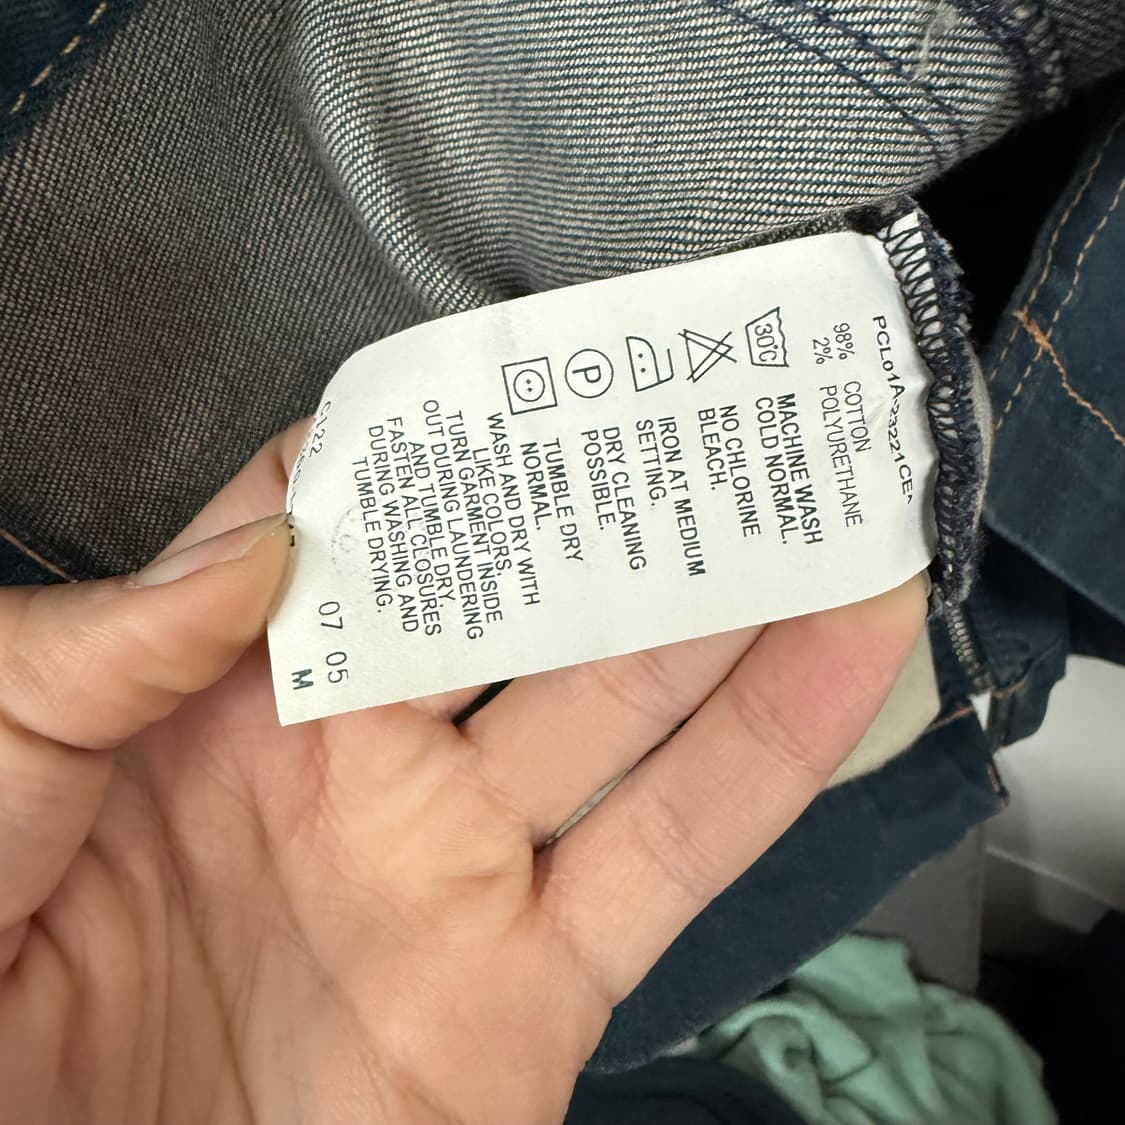 98% COTTON
2% POLYURETHANE
30°C
MACHINE WASH
COLD NORMAL.
NO CHLORINE
BLEACH.
IRON AT MEDIUM
SETTING.
P
DRY CLEANING
POSSIBLE.
TUMBLE DRY
NORMAL.
WASH AND DRY WITH
LIKE COLORS.
TURN GARMENT INSIDE
OUT DURING LAUNDERING
AND TUMBLE DRY.
FASTEN ALL CLOSURES
DURING WASHING AND
TUMBLE DRYING.
07 05
M